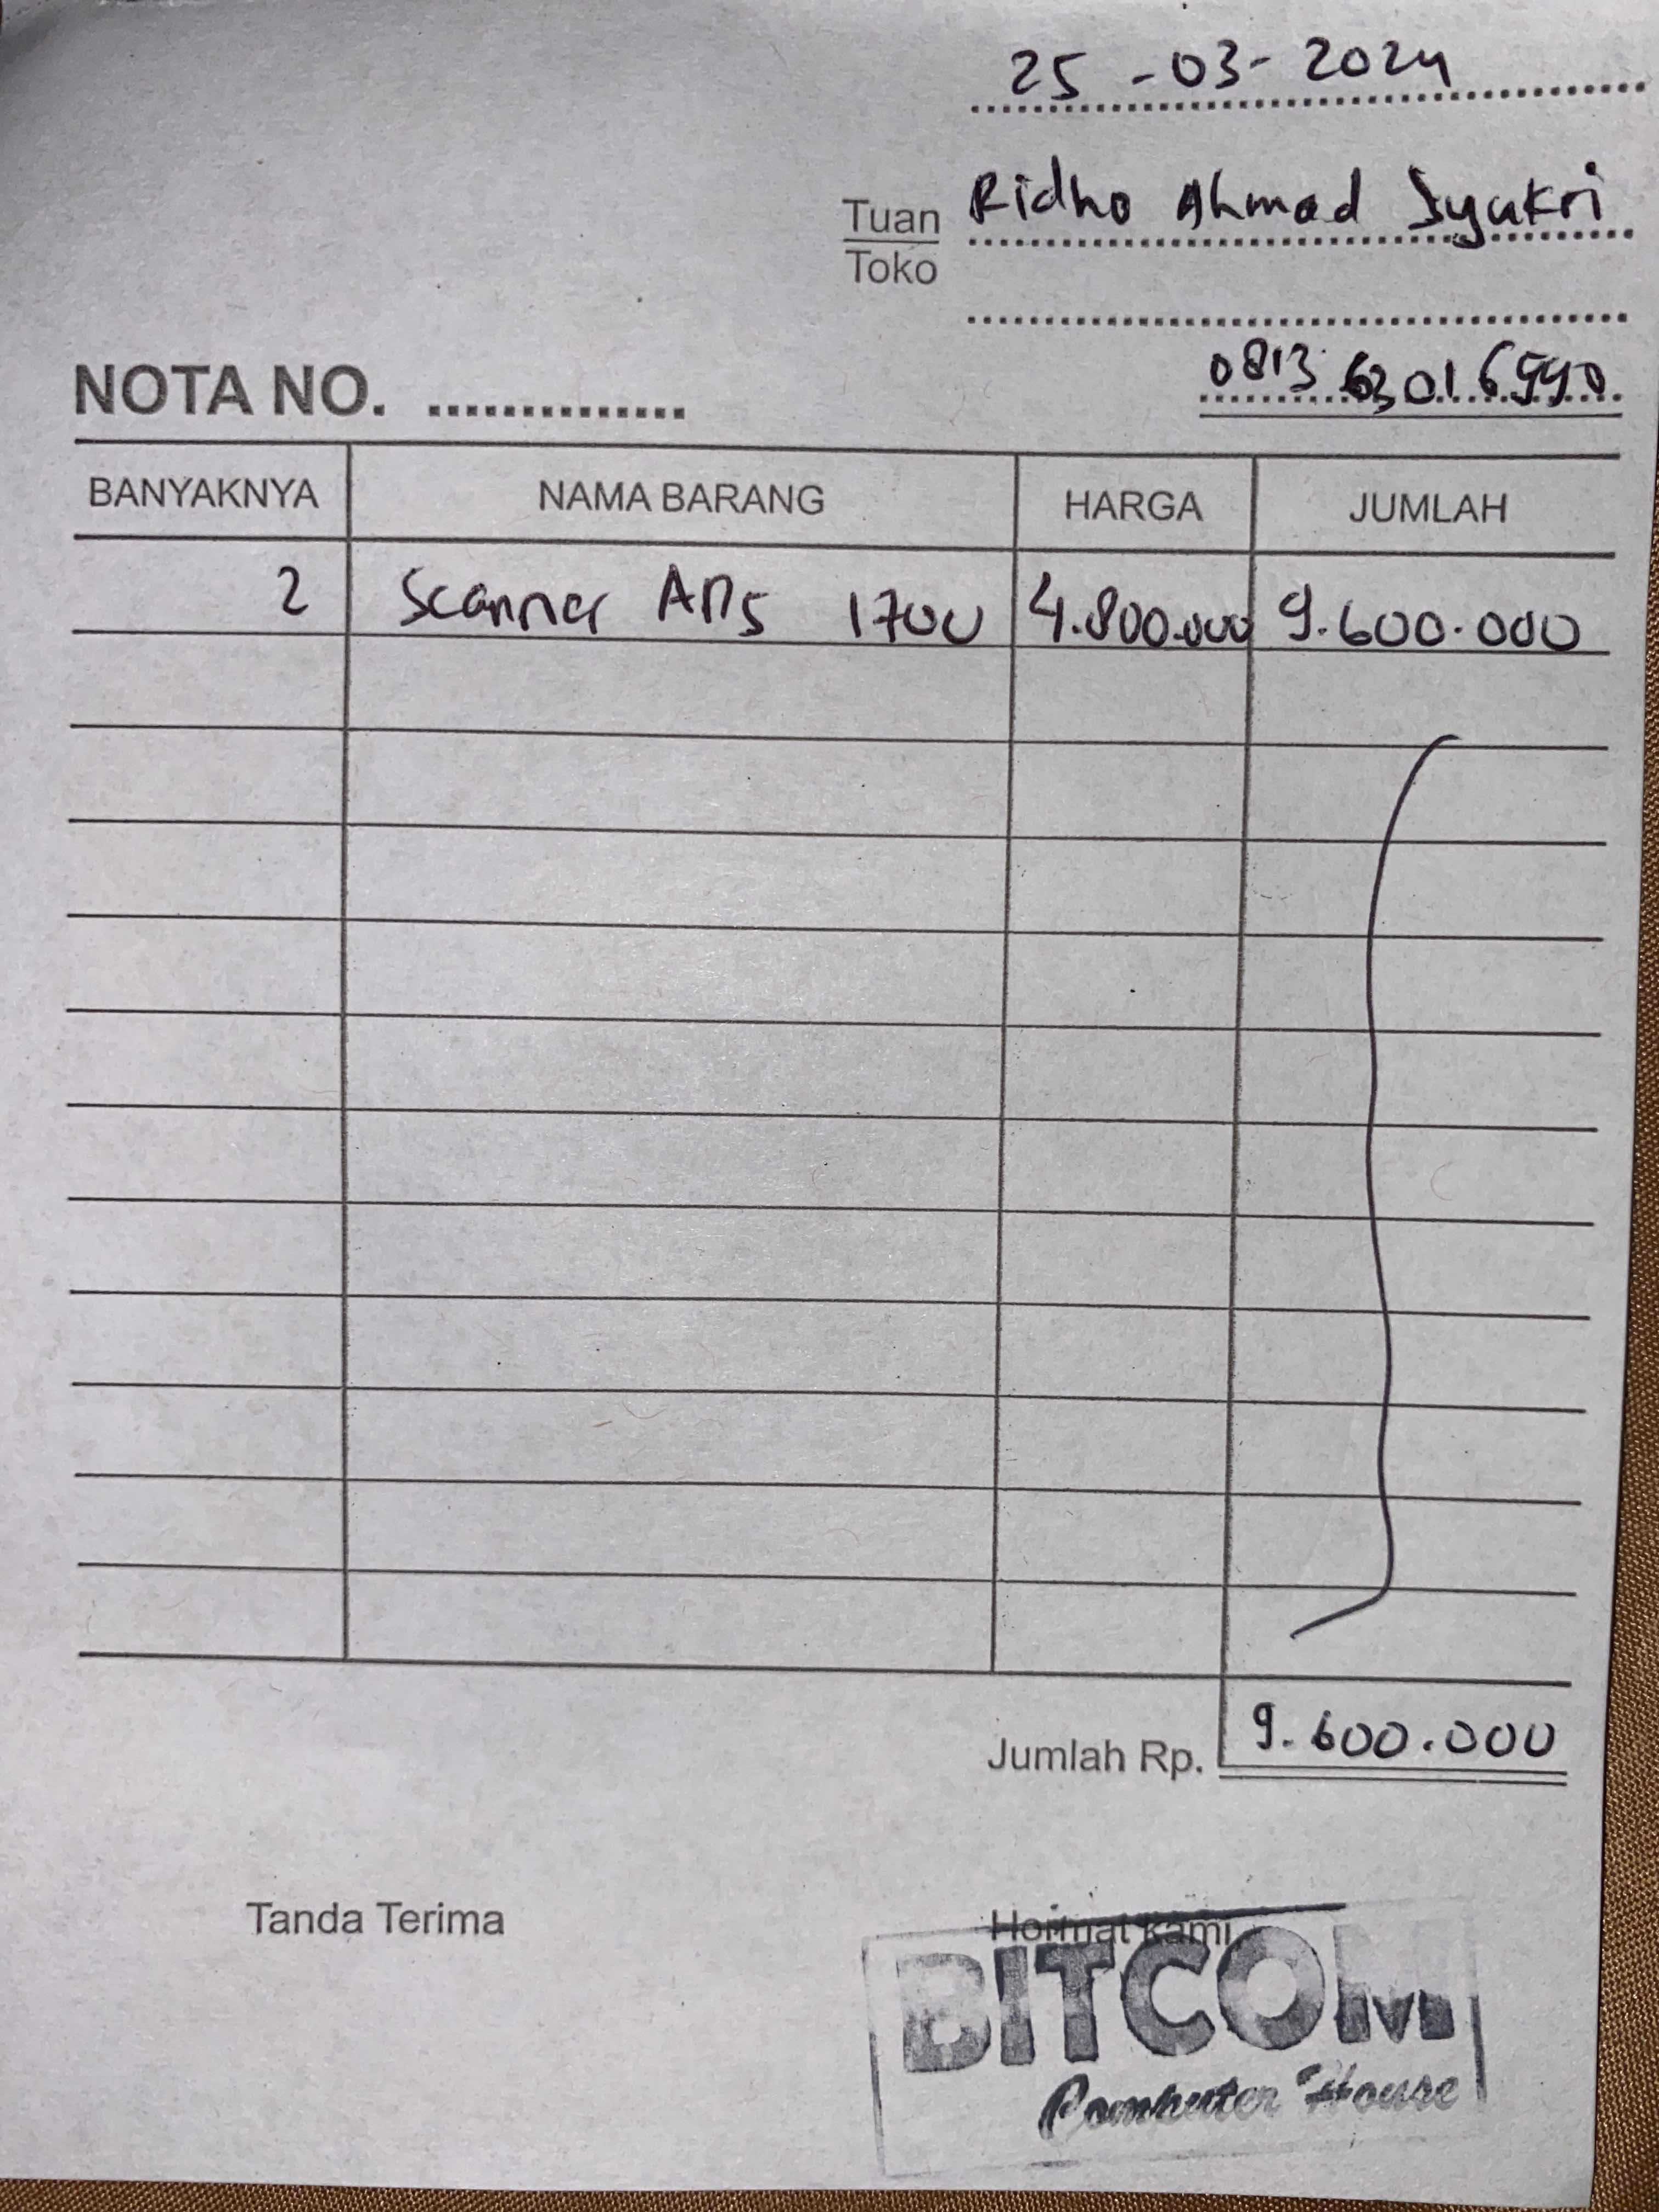 25 - 03 - 2024
Tuan Ridho Ahmad Syukri
Toko
NOTA NO. ..............
BANYAKNYA NAMA BARANG HARGA JUMLAH
2 Scanner ADS 1700 4.800.000 9.600.000
Jumlah Rp. 9.600.000
Tanda Terima Hormat Kami
BITCOM
Computer House